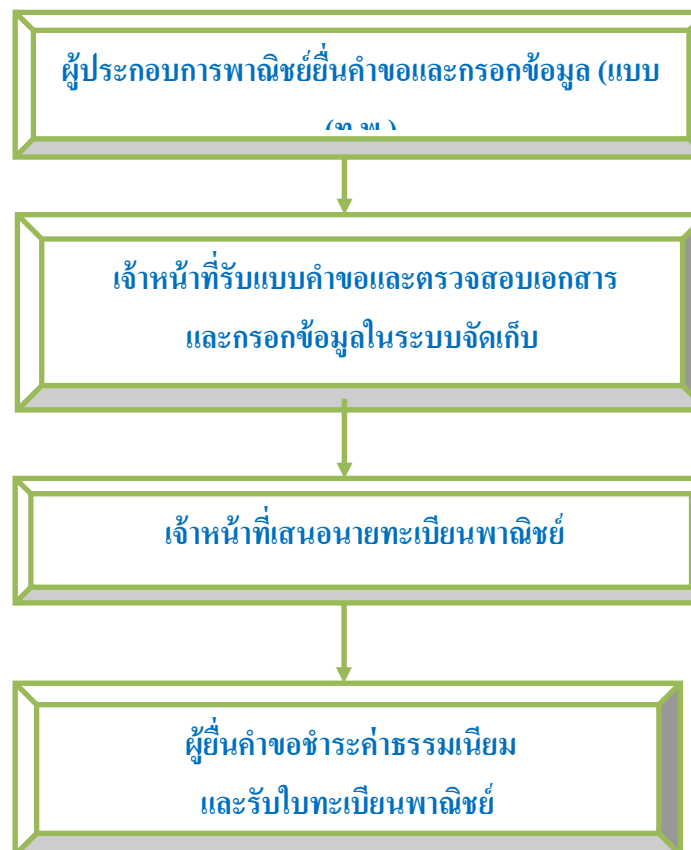 ผู้ประกอบการพาณิชย์ยื่นคำขอและกรอกข้อมูล (แบบ
(ท.พ.)
เจ้าหน้าที่รับแบบคำขอและตรวจสอบเอกสาร
และกรอกข้อมูลในระบบจัดเก็บ
เจ้าหน้าที่เสนอนายทะเบียนพาณิชย์
ผู้ยื่นคำขอชำระค่าธรรมเนียม
และรับใบทะเบียนพาณิชย์